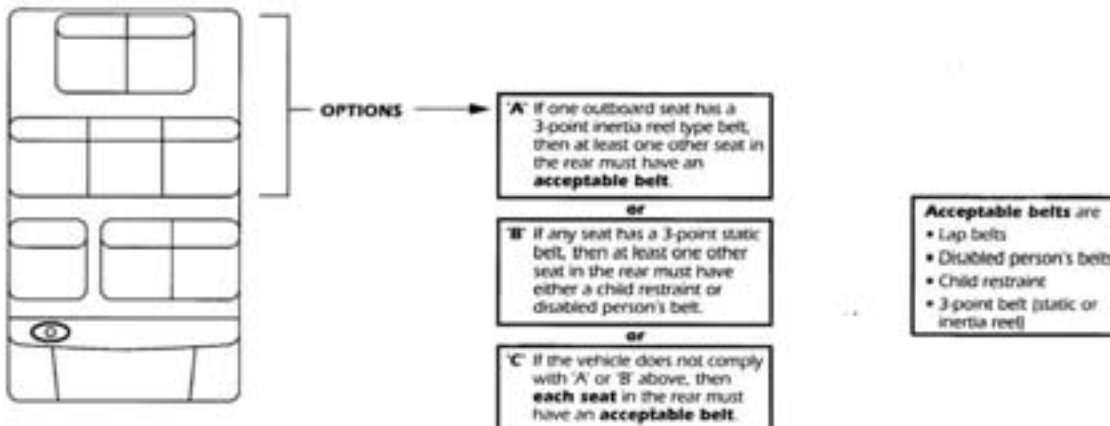 OPTIONS
'A' If one outboard seat has a
3-point inertia reel type belt,
then at least one other seat in
the rear must have an
acceptable belt.
or
'B' If any seat has a 3-point static
belt, then at least one other
seat in the rear must have
either a child restraint or
disabled person's belt.
or
'C' If the vehicle does not comply
with 'A' or 'B' above, then
each seat in the rear must
have an acceptable belt.
Acceptable belts are
• Lap belts
• Disabled person's belts
• Child restraint
• 3-point belt (static or
inertia reel)